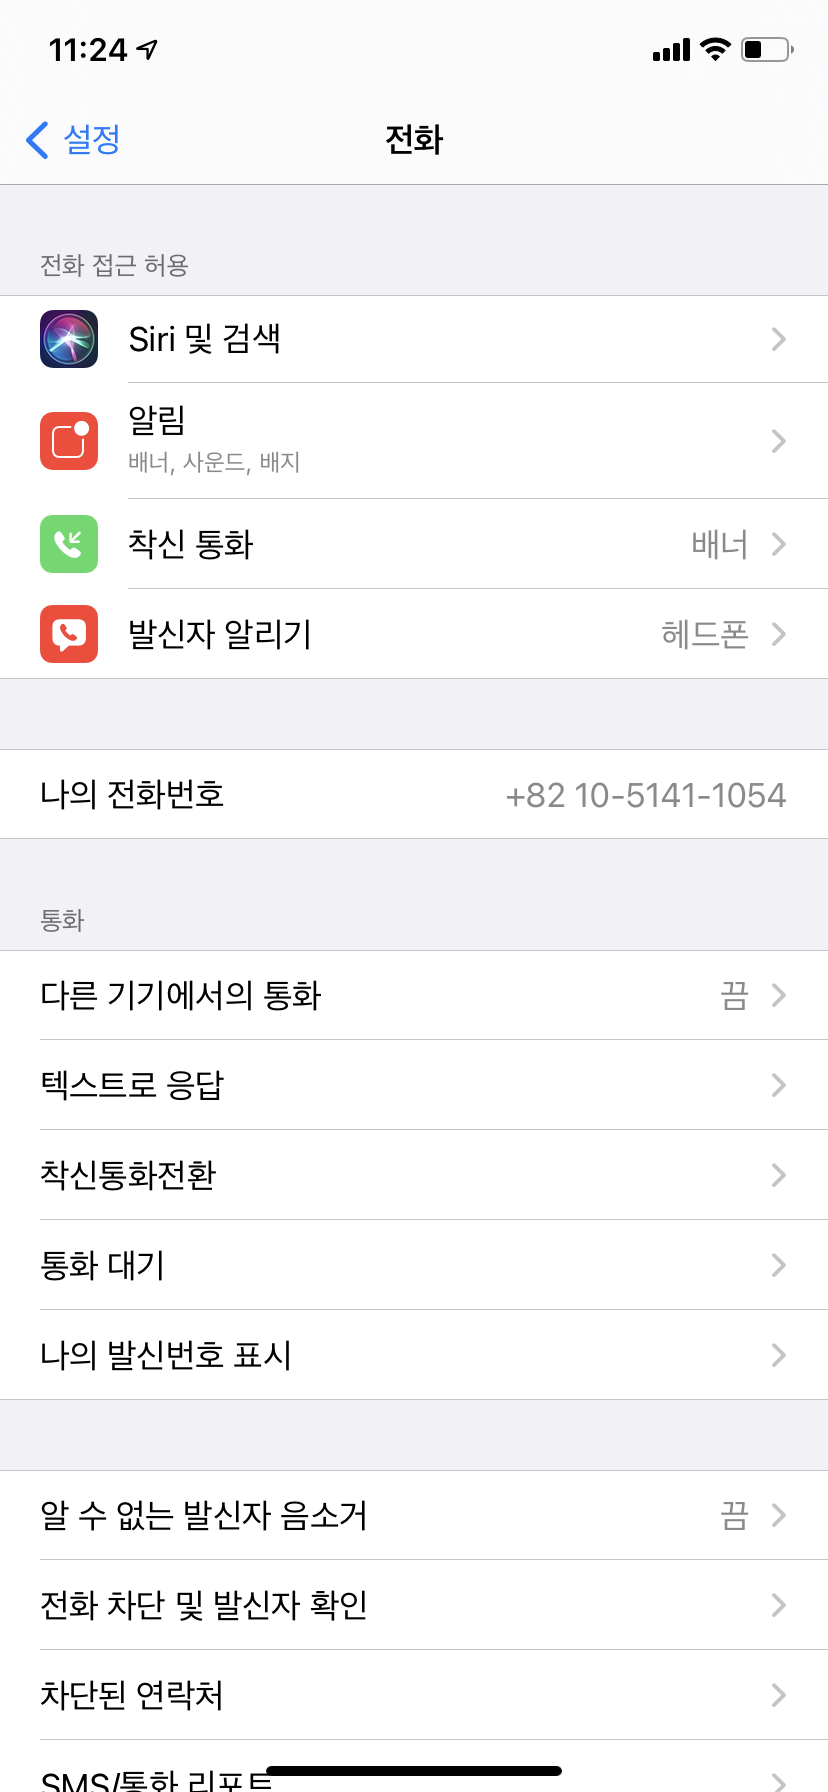 11:24
설정
전화
전화 접근 허용
Siri 및 검색
알림
배너, 사운드, 배지
착신 통화 배너
발신자 알리기 헤드폰
나의 전화번호 +82 10-5141-1054
통화
다른 기기에서의 통화 끔
텍스트로 응답
착신통화전환
통화 대기
나의 발신번호 표시
알 수 없는 발신자 음소거 끔
전화 차단 및 발신자 확인
차단된 연락처
SMS/통화 리포트